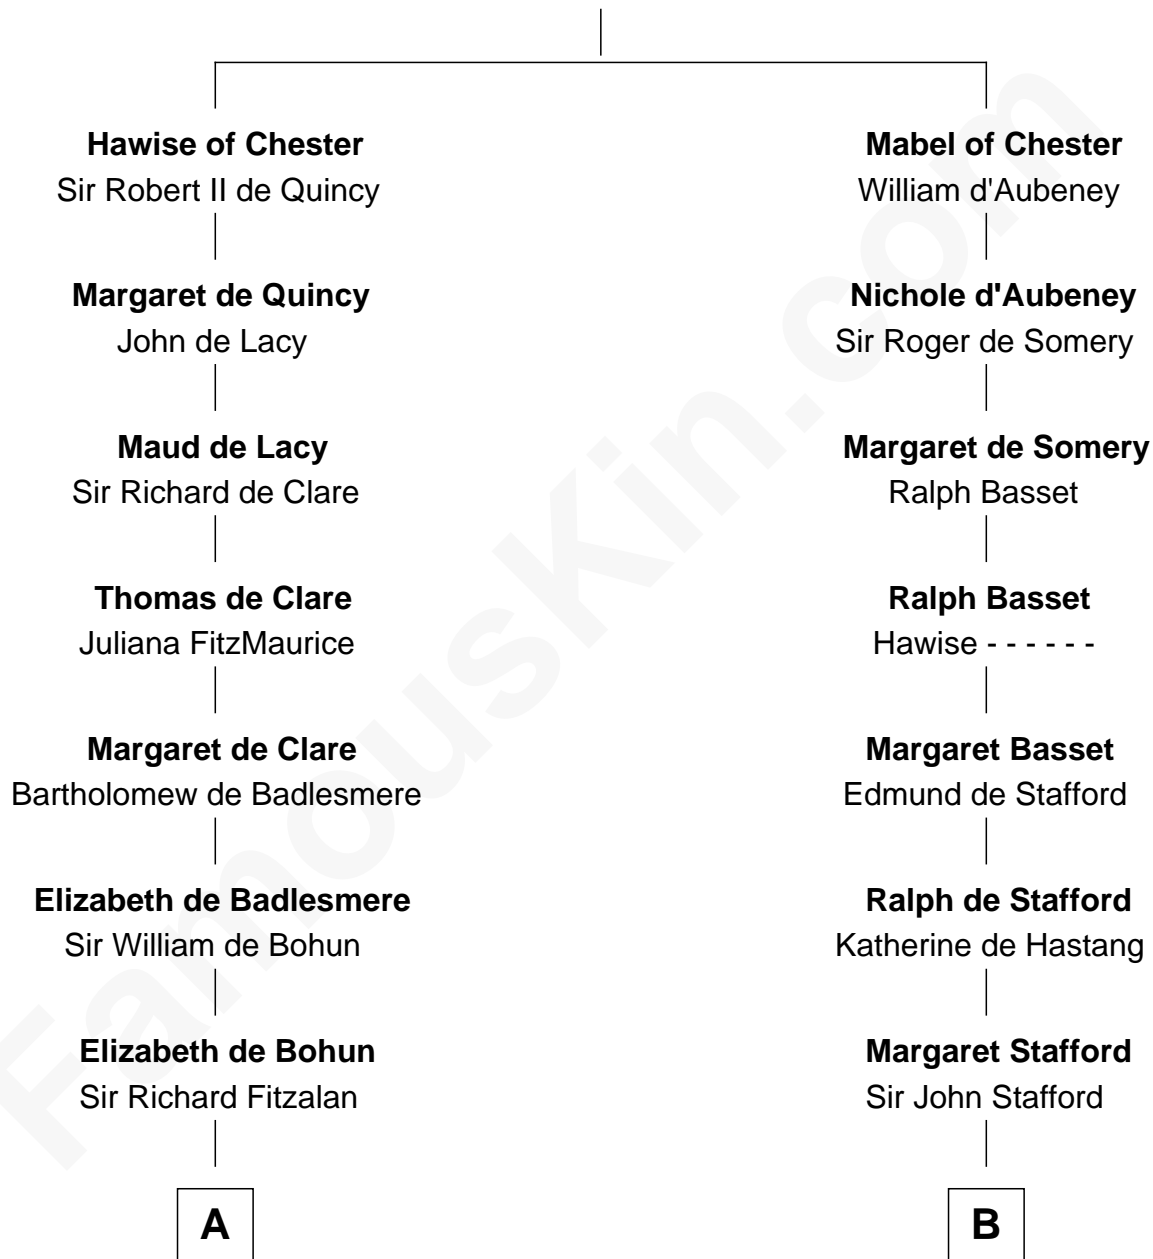 Hawise of Chester
Sir Robert II de Quincy
Mabel of Chester
William d'Aubeney
Margaret de Quincy
John de Lacy
Nichole d'Aubeney
Sir Roger de Somery
Maud de Lacy
Sir Richard de Clare
Margaret de Somery
Ralph Basset
Thomas de Clare
Juliana FitzMaurice
Ralph Basset
Hawise - - - - - -
Margaret de Clare
Bartholomew de Badlesmere
Margaret Basset
Edmund de Stafford
Elizabeth de Badlesmere
Sir William de Bohun
Ralph de Stafford
Katherine de Hastang
Elizabeth de Bohun
Sir Richard Fitzalan
Margaret Stafford
Sir John Stafford
A
B
FamousKin.com